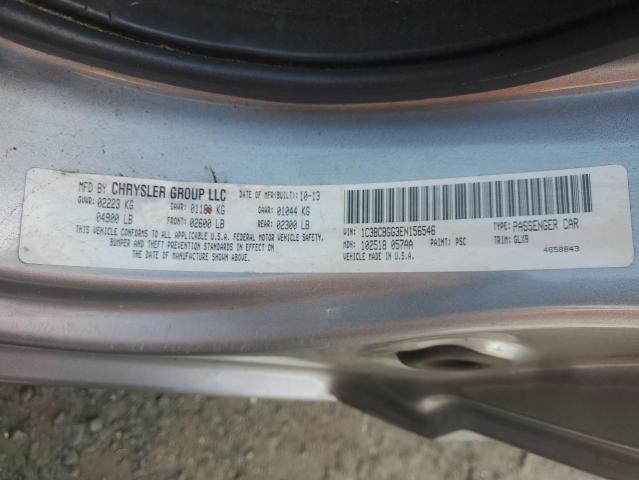 MFD BY CHRYSLER GROUP LLC DATE OF MFR(BUILT): 10-13
GVWR: 02223 KG GAWR: KG GAWR: 01044 KG
04900 LB FRONT: 02600 LB REAR: 02300 LB
THIS VEHICLE CONFORMS TO ALL APPLICABLE U.S.A. FEDERAL MOTOR VEHICLE SAFETY,
BUMPER AND THEFT PREVENTION STANDARDS IN EFFECT ON
THE DATE OF MANUFACTURE SHOWN ABOVE.
VIN: 1C3BCBGG3EN156546 TYPE: PASSENGER CAR
MDH: 102518 057AA PAINT: PSC TRIM: GLX9
VEHICLE MADE IN U.S.A. 4658843